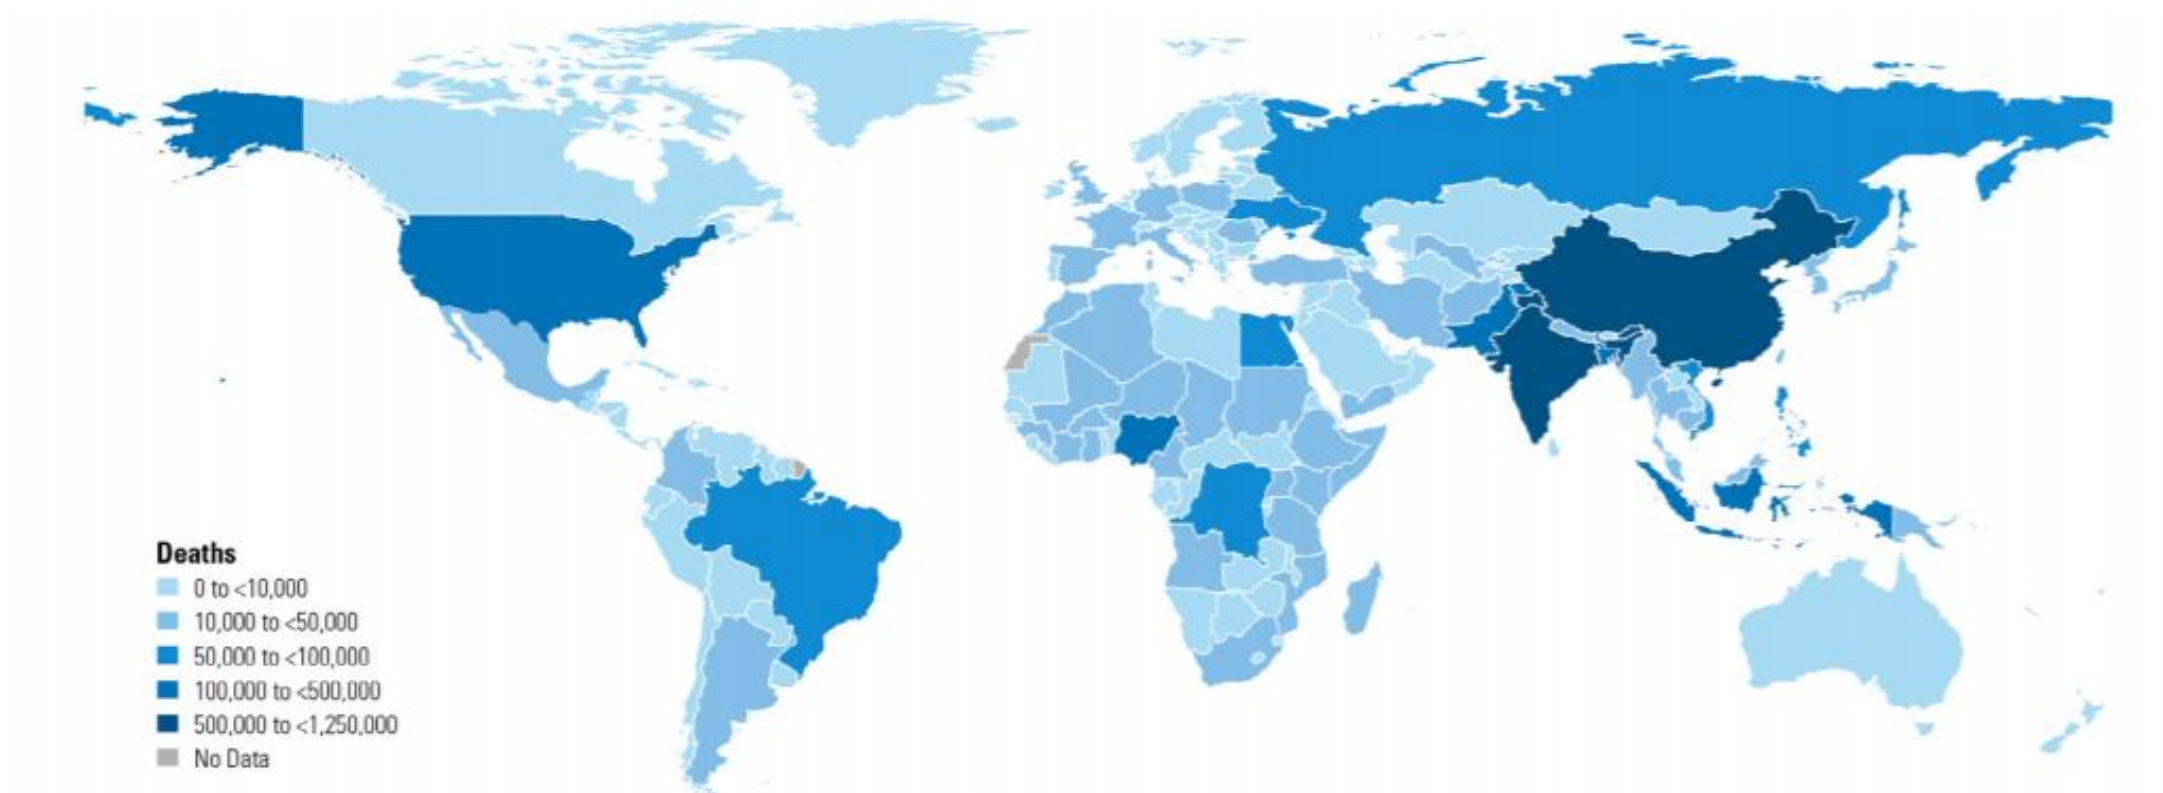 Deaths
0 to <10,000
10,000 to <50,000
50,000 to <100,000
100,000 to <500,000
500,000 to <1,250,000
No Data